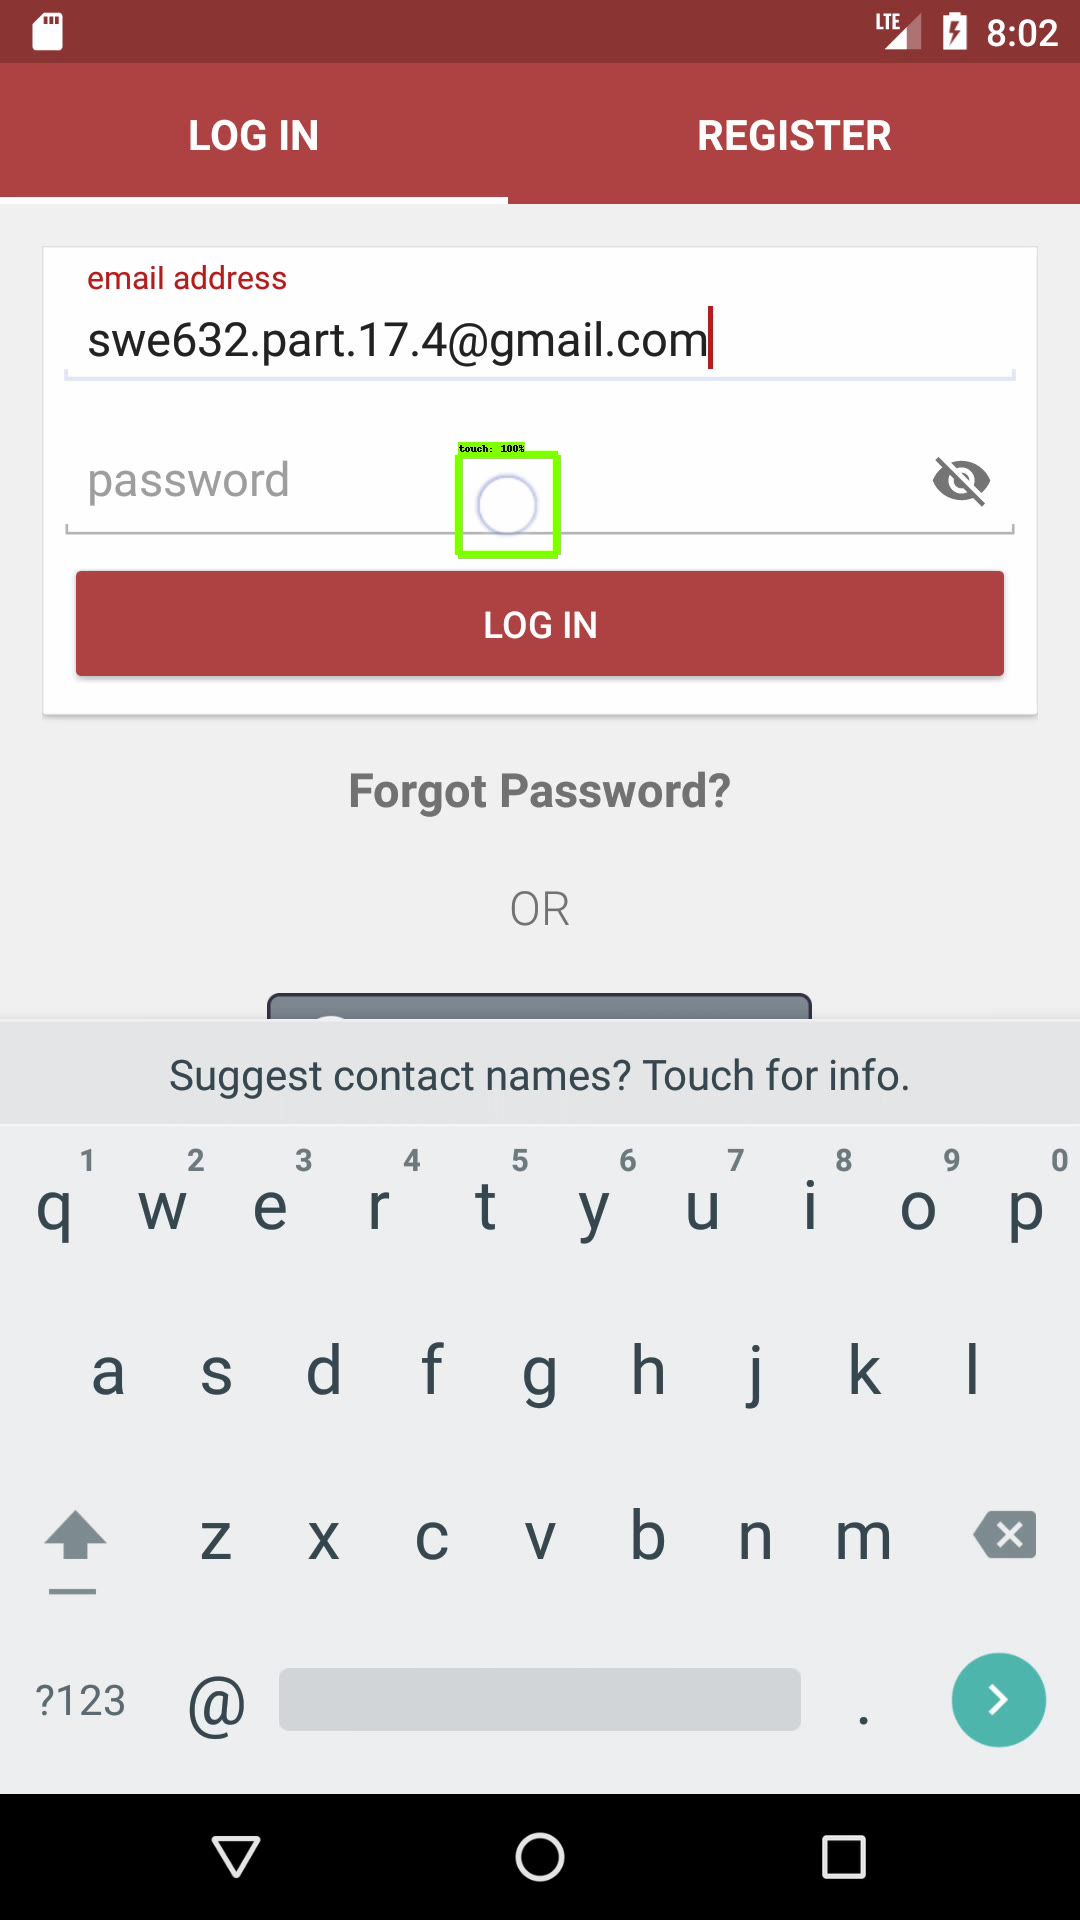 LTE 8:02
LOG IN REGISTER
email address
swe632.part.17.4@gmail.com
touch: 100%
password
LOG IN
Forgot Password?
OR
Suggest contact names? Touch for info.
1 2 3 4 5 6 7 8 9 0
q w e r t y u i o p
a s d f g h j k l
z x c v b n m
?123 @ .